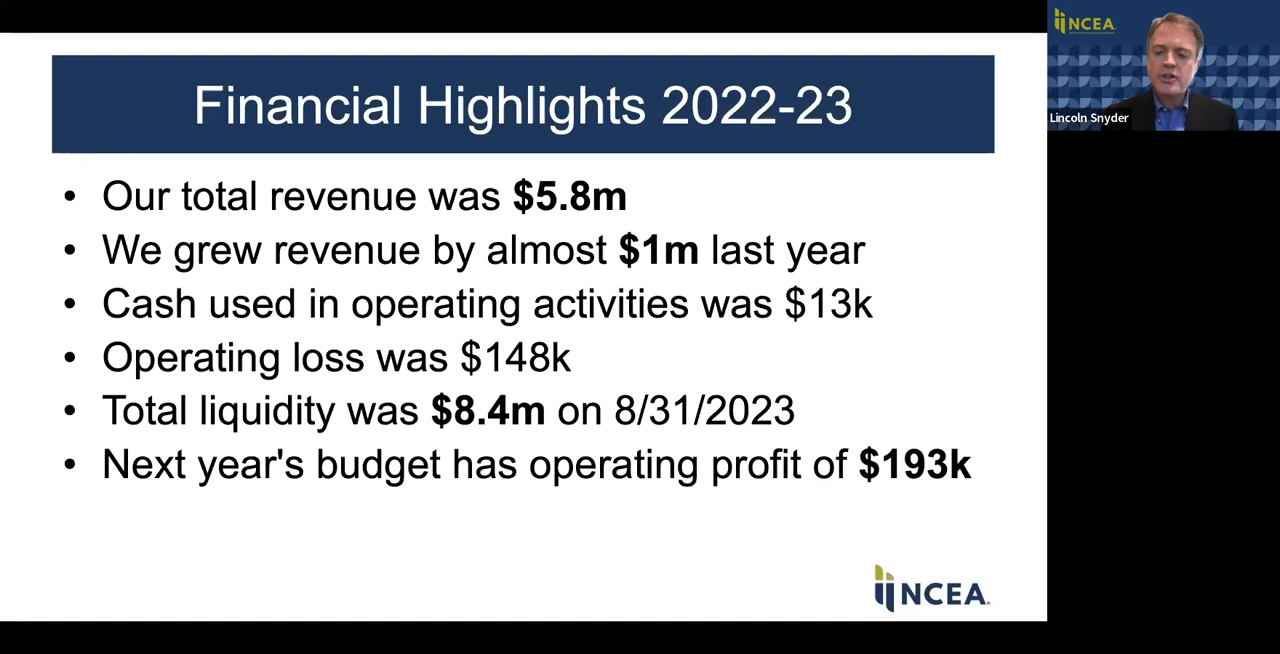 Financial Highlights 2022-23
• Our total revenue was $5.8m
• We grew revenue by almost $1m last year
• Cash used in operating activities was $13k
• Operating loss was $148k
• Total liquidity was $8.4m on 8/31/2023
• Next year's budget has operating profit of $193k
NCEA
NCEA
Lincoln Snyder